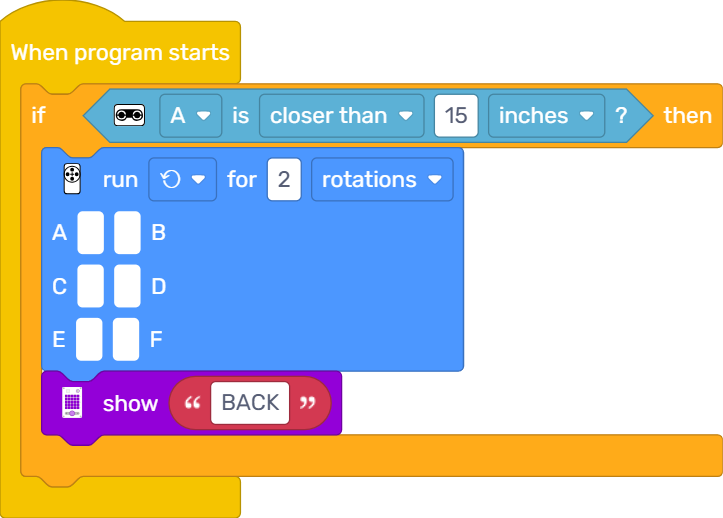 When program starts
if A is closer than 15 inches ? then
run for 2 rotations
A B
C D
E F
show “ BACK ”